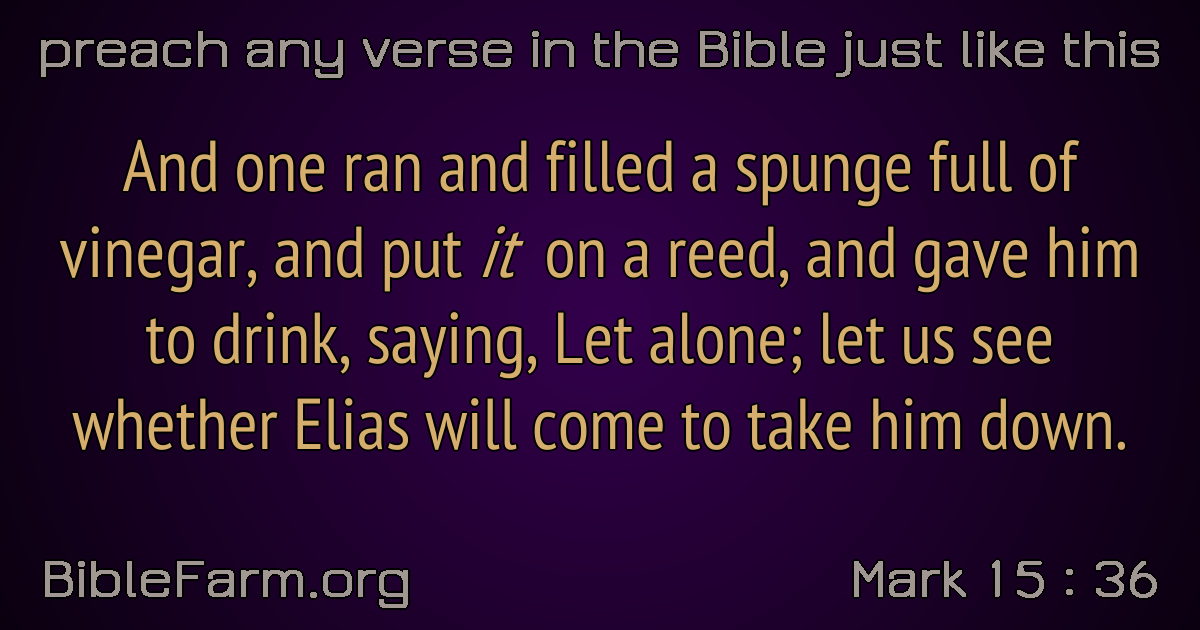 preach any verse in the Bible just like this
And one ran and filled a spunge full of
vinegar, and put it on a reed, and gave him
to drink, saying, Let alone; let us see
whether Elias will come to take him down.
BibleFarm.org
Mark 15 : 36